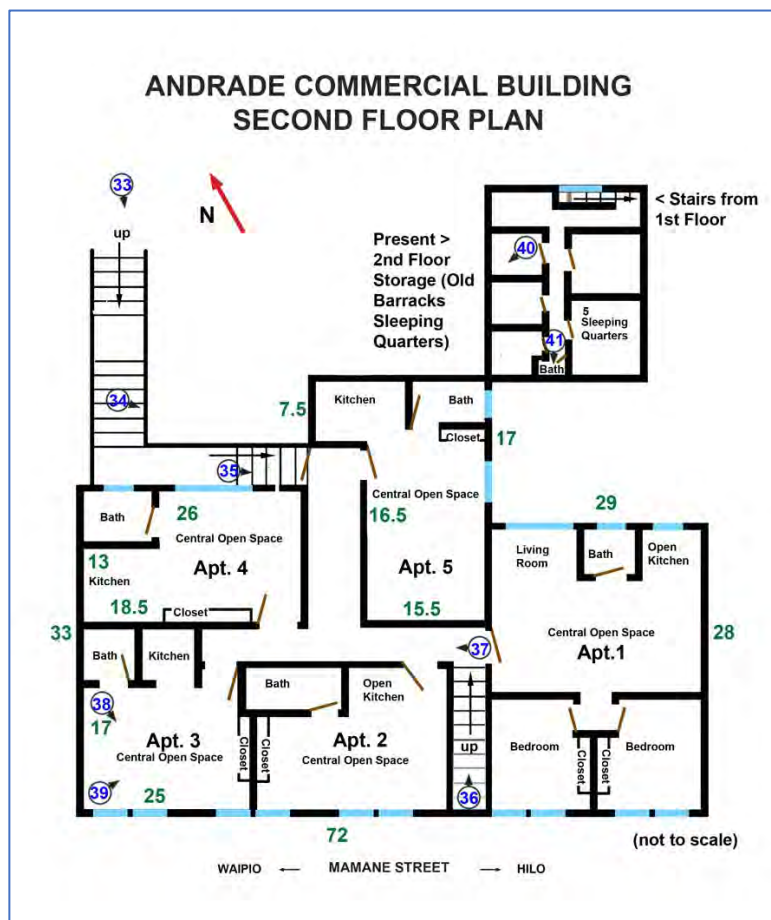 ANDRADE COMMERCIAL BUILDING
SECOND FLOOR PLAN
33
N
up
< Stairs from
1st Floor
Present >
2nd Floor
Storage (Old
Barracks
Sleeping
Quarters)
40
5
Sleeping
Quarters
41
Bath
34
7.5
Kitchen
Bath
Closet
17
35
Central Open Space
16.5
Apt. 5
15.5
Bath
26
Central Open Space
13
Kitchen
Apt. 4
18.5
Closet
29
Living
Room
Bath
Open
Kitchen
Central Open Space
Apt.1
28
33
37
Bath
Kitchen
38
17
Apt. 3
Central Open Space
Closet
39
25
Bath
Open
Kitchen
Closet
Apt. 2
Central Open Space
up
36
Bedroom
Closet
Closet
Bedroom
72
(not to scale)
WAIPIO ← MAMANE STREET → HILO